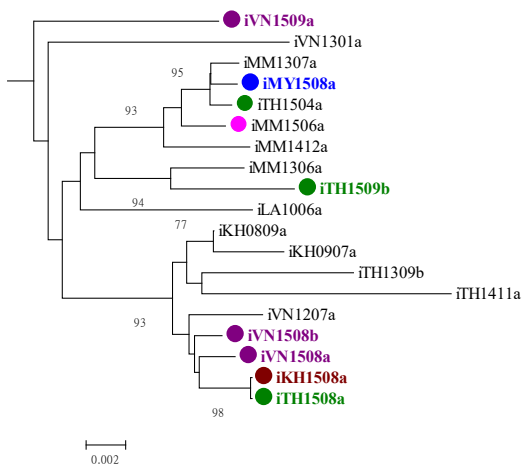 iVN1509a
iVN1301a
iMM1307a
95
iMY1508a
iTH1504a
93
iMM1506a
iMM1412a
iMM1306a
iTH1509b
94
iLA1006a
77
iKH0809a
iKH0907a
iTH1309b
iTH1411a
iVN1207a
93
iVN1508b
iVN1508a
iKH1508a
iTH1508a
98
0.002